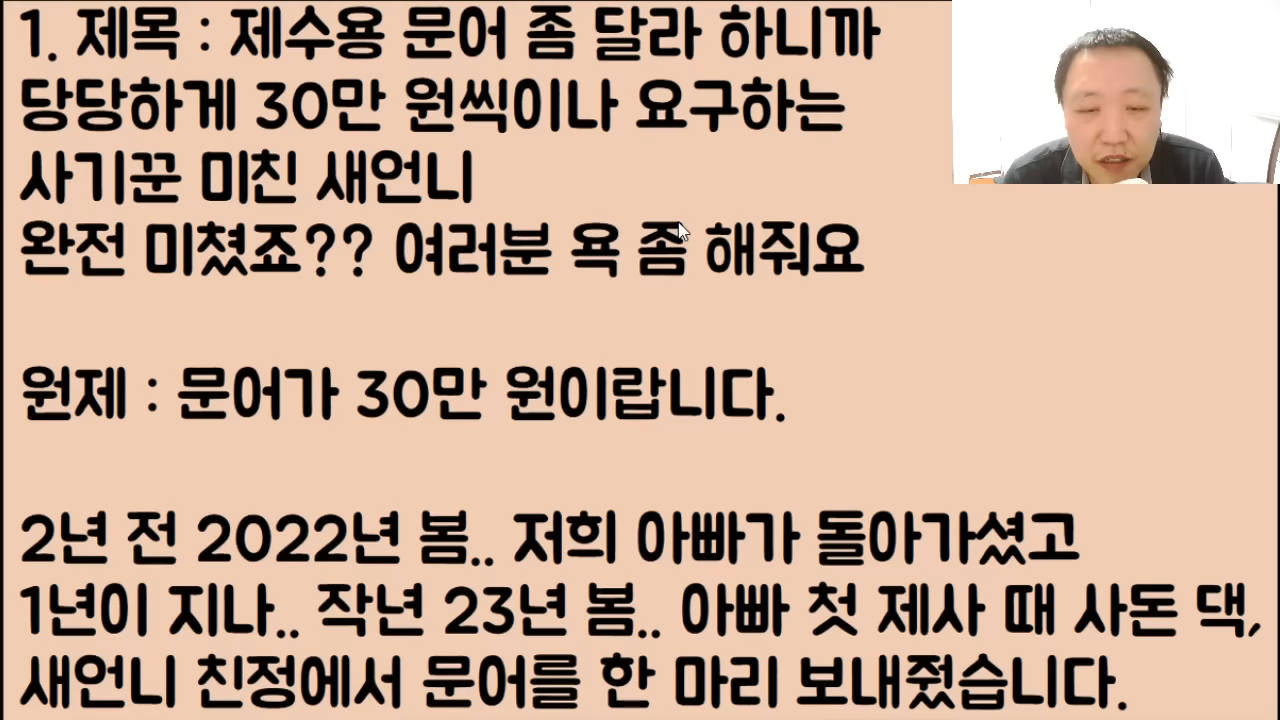 1. 제목 : 제수용 문어 좀 달라 하니까
당당하게 30만 원씩이나 요구하는
사기꾼 미친 새언니
완전 미쳤죠?? 여러분 욕 좀 해줘요
원제 : 문어가 30만 원이랍니다.
2년 전 2022년 봄.. 저희 아빠가 돌아가셨고
1년이 지나.. 작년 23년 봄.. 아빠 첫 제사 때 사돈 댁,
새언니 친정에서 문어를 한 마리 보내줬습니다.